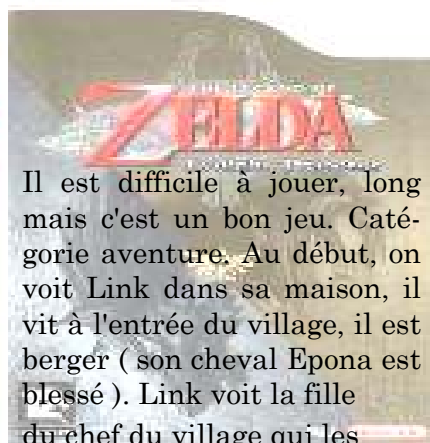 ZELDA
Il est difficile à jouer, long
mais c'est un bon jeu. Caté-
gorie aventure. Au début, on
voit Link dans sa maison, il
vit à l'entrée du village, il est
berger ( son cheval Epona est
blessé ). Link voit la fille
du chef du village qui les